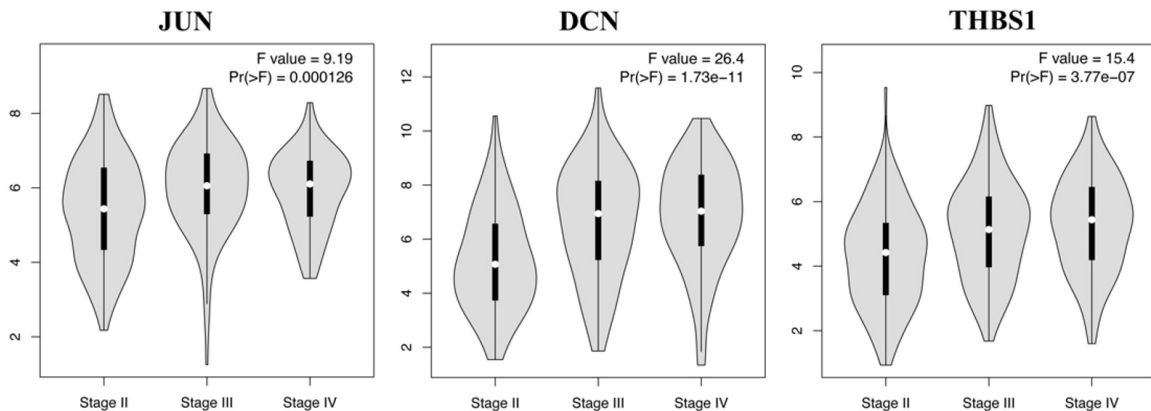 JUN
F value = 9.19
Pr(>F) = 0.000126
8
6
4
2
Stage II Stage III Stage IV
DCN
F value = 26.4
Pr(>F) = 1.73e−11
12
10
8
6
4
2
Stage II Stage III Stage IV
THBS1
F value = 15.4
Pr(>F) = 3.77e−07
10
8
6
4
2
Stage II Stage III Stage IV